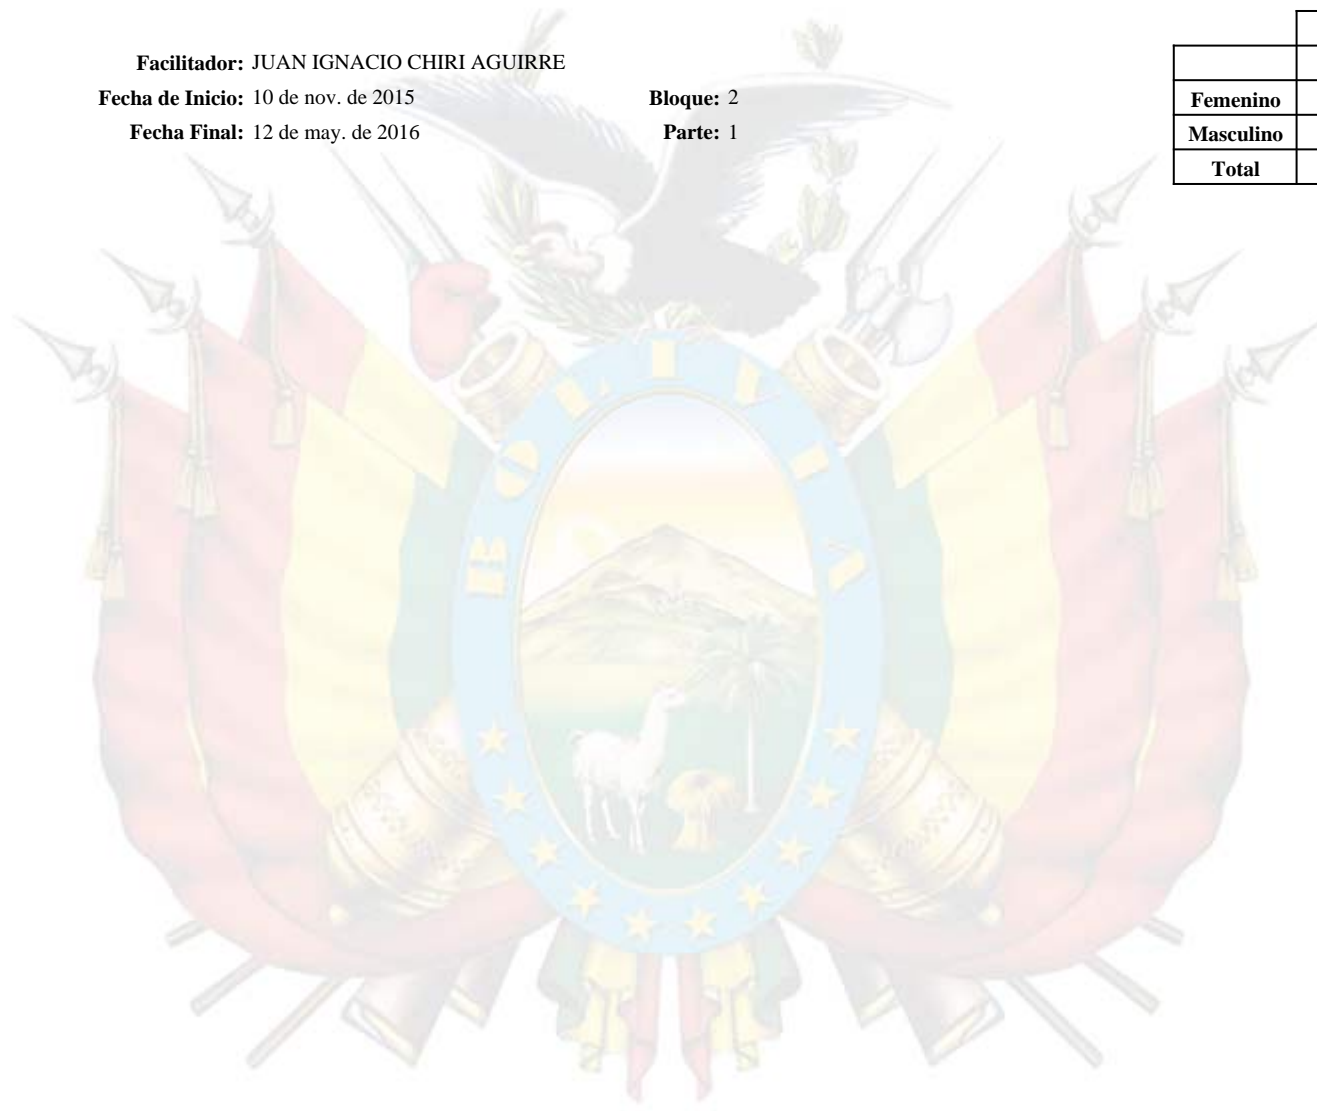 Facilitador: JUAN IGNACIO CHIRI AGUIRRE
Fecha de Inicio: 10 de nov. de 2015 Bloque: 2
Fecha Final: 12 de may. de 2016 Parte: 1
Femenino
Masculino
Total
BOLIVIA